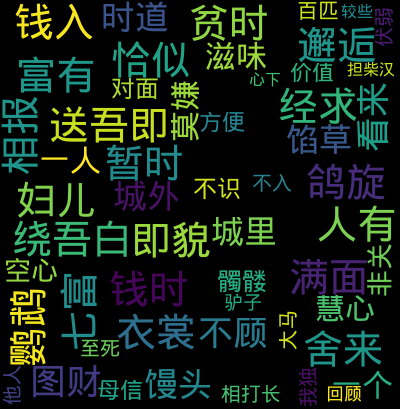 钱入
时道
贫时
百匹
较些
伏弱
恰似
滋味
邂逅
富有
对面
心下
价值
担柴汉
相报
送吾即
莫嫌
方便
经求
看来
馅草
一人
暂时
城外
不识
不入
鸽旋
妇儿
绕吾白
即貌
城里
人有
非关
空心
鹦鹉
七富
钱时
髑髅
驴子
满面
慧心
至死
衣裳
不顾
大马
舍来
他人
图财
母信
馒头
相打长
我独
回顾
一个